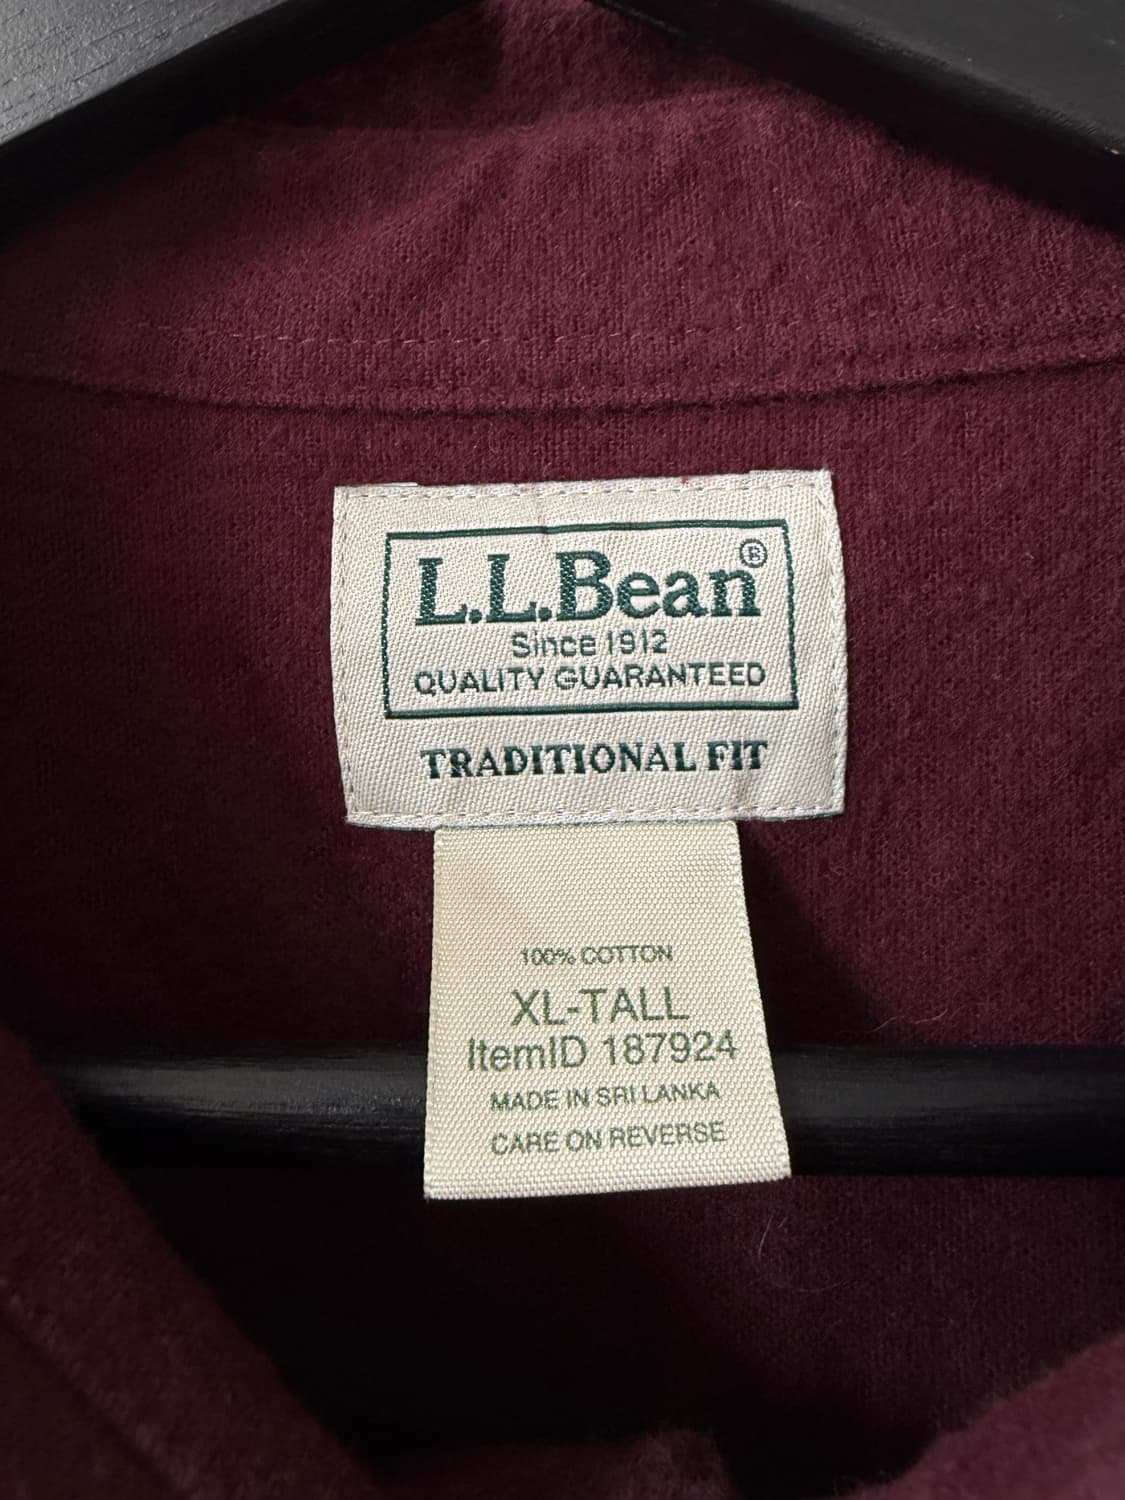 L.L.Bean®
Since 1912
QUALITY GUARANTEED
TRADITIONAL FIT
100% COTTON
XL-TALL
ItemID 187924
MADE IN SRI LANKA
CARE ON REVERSE